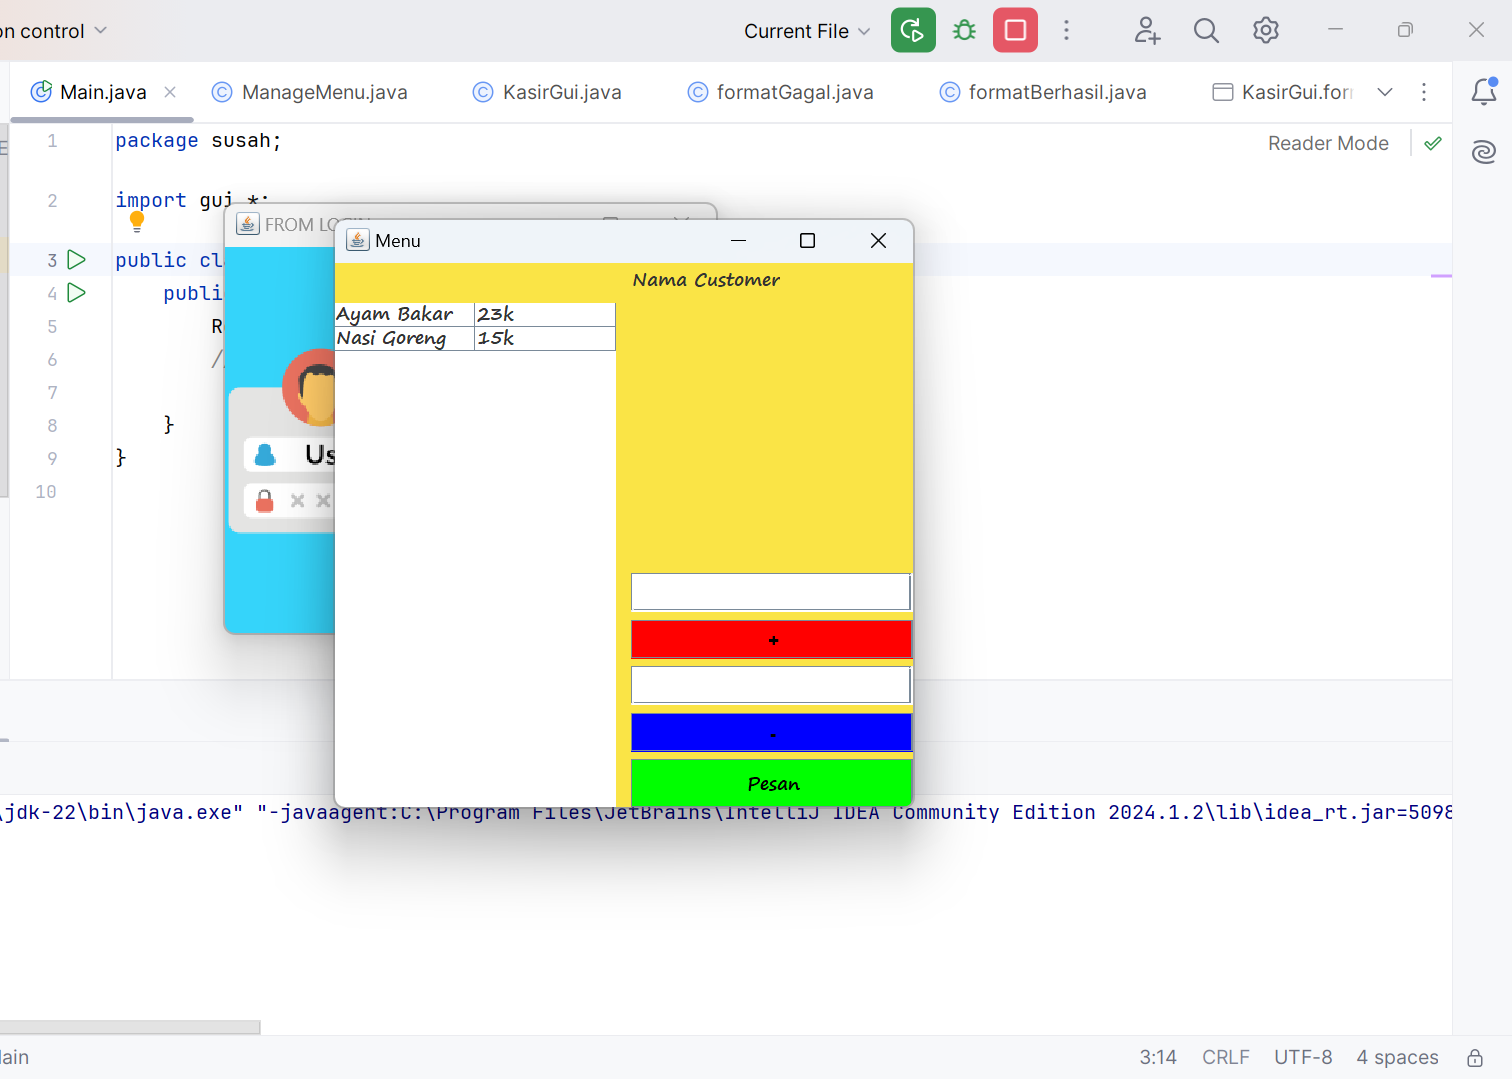 on control
Current File
Main.java
ManageMenu.java
KasirGui.java
formatGagal.java
formatBerhasil.java
KasirGui.for
Reader Mode
1 package susah;
2 import gui.*;
3 public cl
4 publi
5 R
6 /
7
8 }
9 }
10
FROM LOGIN
Us
Menu
Nama Customer
Ayam Bakar 23k
Nasi Goreng 15k
+
-
Pesan
\jdk-22\bin\java.exe" "-javaagent:C:\Program Files\JetBrains\IntelliJ IDEA Community Edition 2024.1.2\lib\idea_rt.jar=5098
ain
3:14 CRLF UTF-8 4 spaces